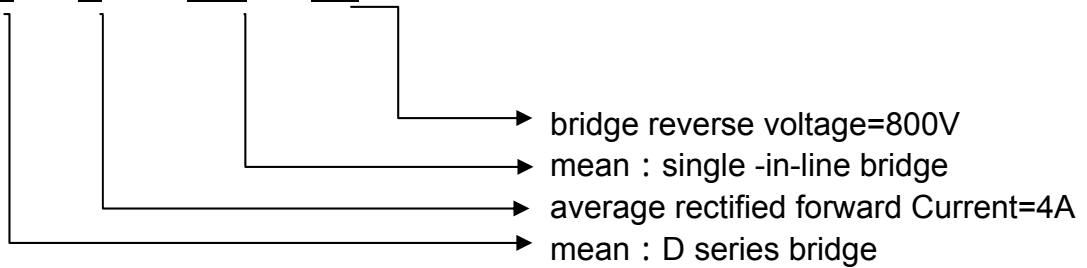 bridge reverse voltage=800V
mean：single -in-line bridge
average rectified forward Current=4A
mean：D series bridge